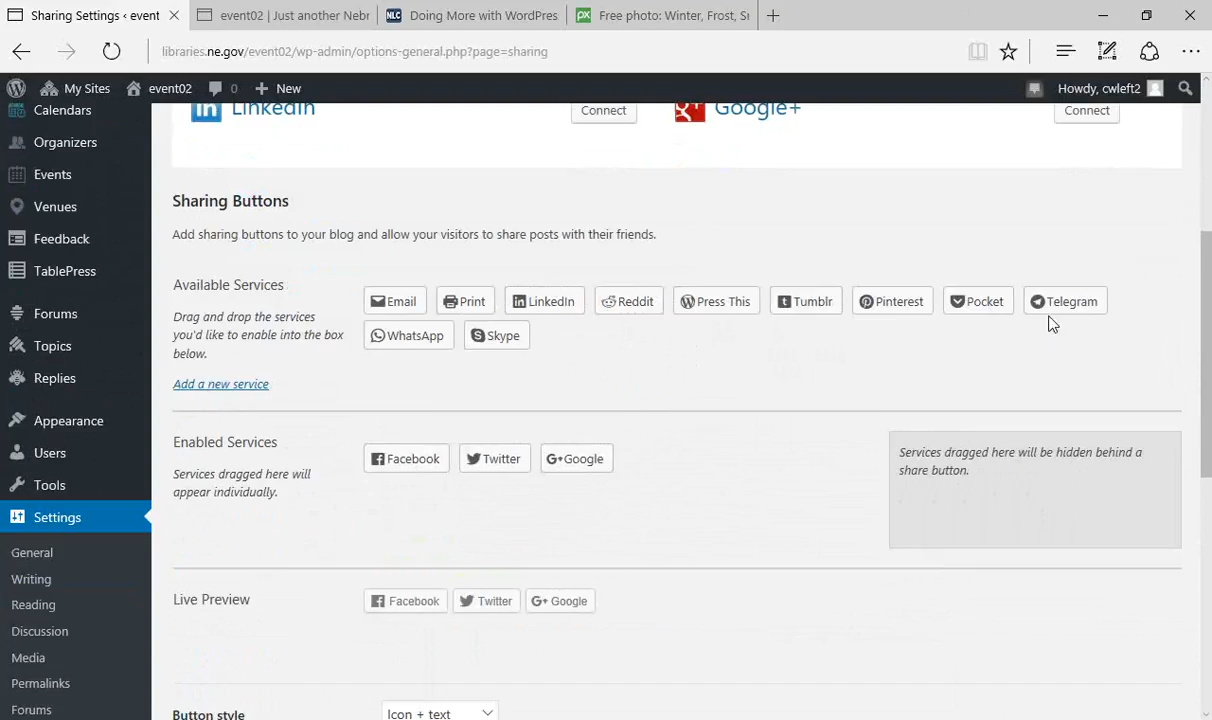 Sharing Settings ‹ event
event02 | Just another Nebr
NLC Doing More with WordPres
px Free photo: Winter, Frost, Sn
libraries.ne.gov/event02/wp-admin/options-general.php?page=sharing
My Sites event02 0 New Howdy, cwleft2
Calendars
Organizers
Events
Venues
Feedback
TablePress
Forums
Topics
Replies
Appearance
Users
Tools
Settings
General
Writing
Reading
Discussion
Media
Permalinks
Forums
LinkedIn Connect Google+ Connect
Sharing Buttons
Add sharing buttons to your blog and allow your visitors to share posts with their friends.
Available Services
Drag and drop the services
you'd like to enable into the box
below.
Add a new service
Email Print LinkedIn Reddit Press This Tumblr Pinterest Pocket Telegram
WhatsApp Skype
Enabled Services
Services dragged here will
appear individually.
Facebook Twitter G+ Google
Services dragged here will be hidden behind a
share button.
Live Preview
Facebook Twitter G+ Google
Button style Icon + text